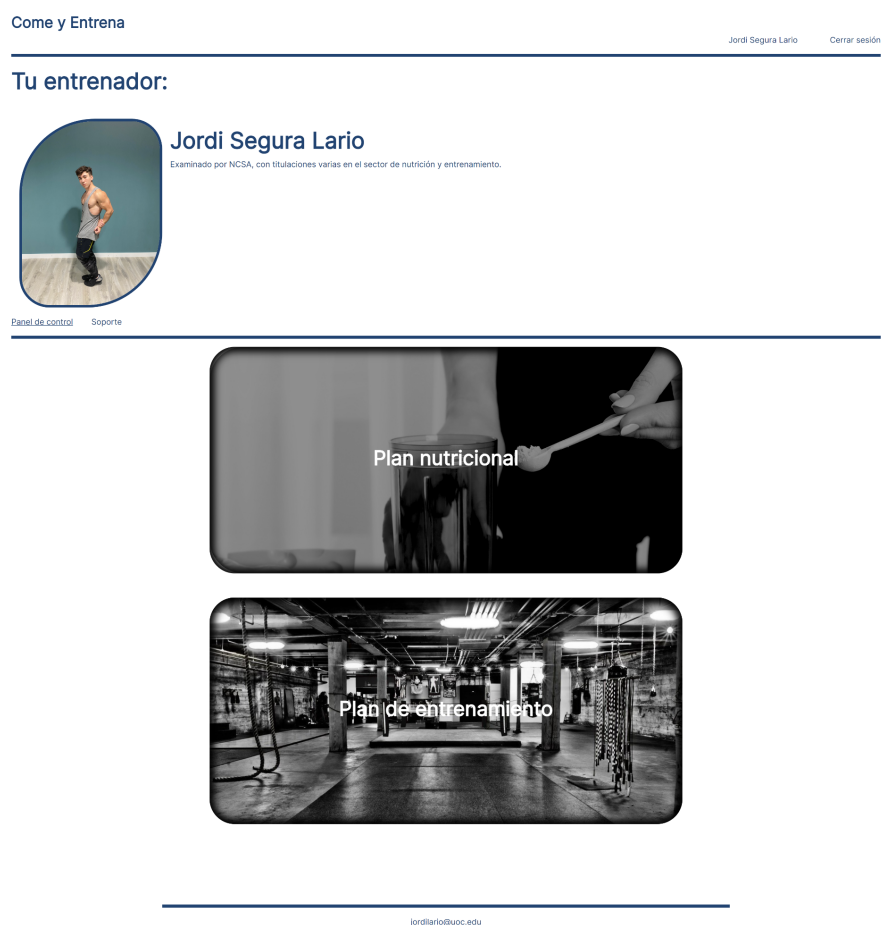 Come y Entrena
Jordi Segura Lario Cerrar sesión
Tu entrenador:
Jordi Segura Lario
Examinado por NCSA, con titulaciones varias en el sector de nutrición y entrenamiento.
Panel de control Soporte
Plan nutricional
Plan de entrenamiento
jordilario@uoc.edu